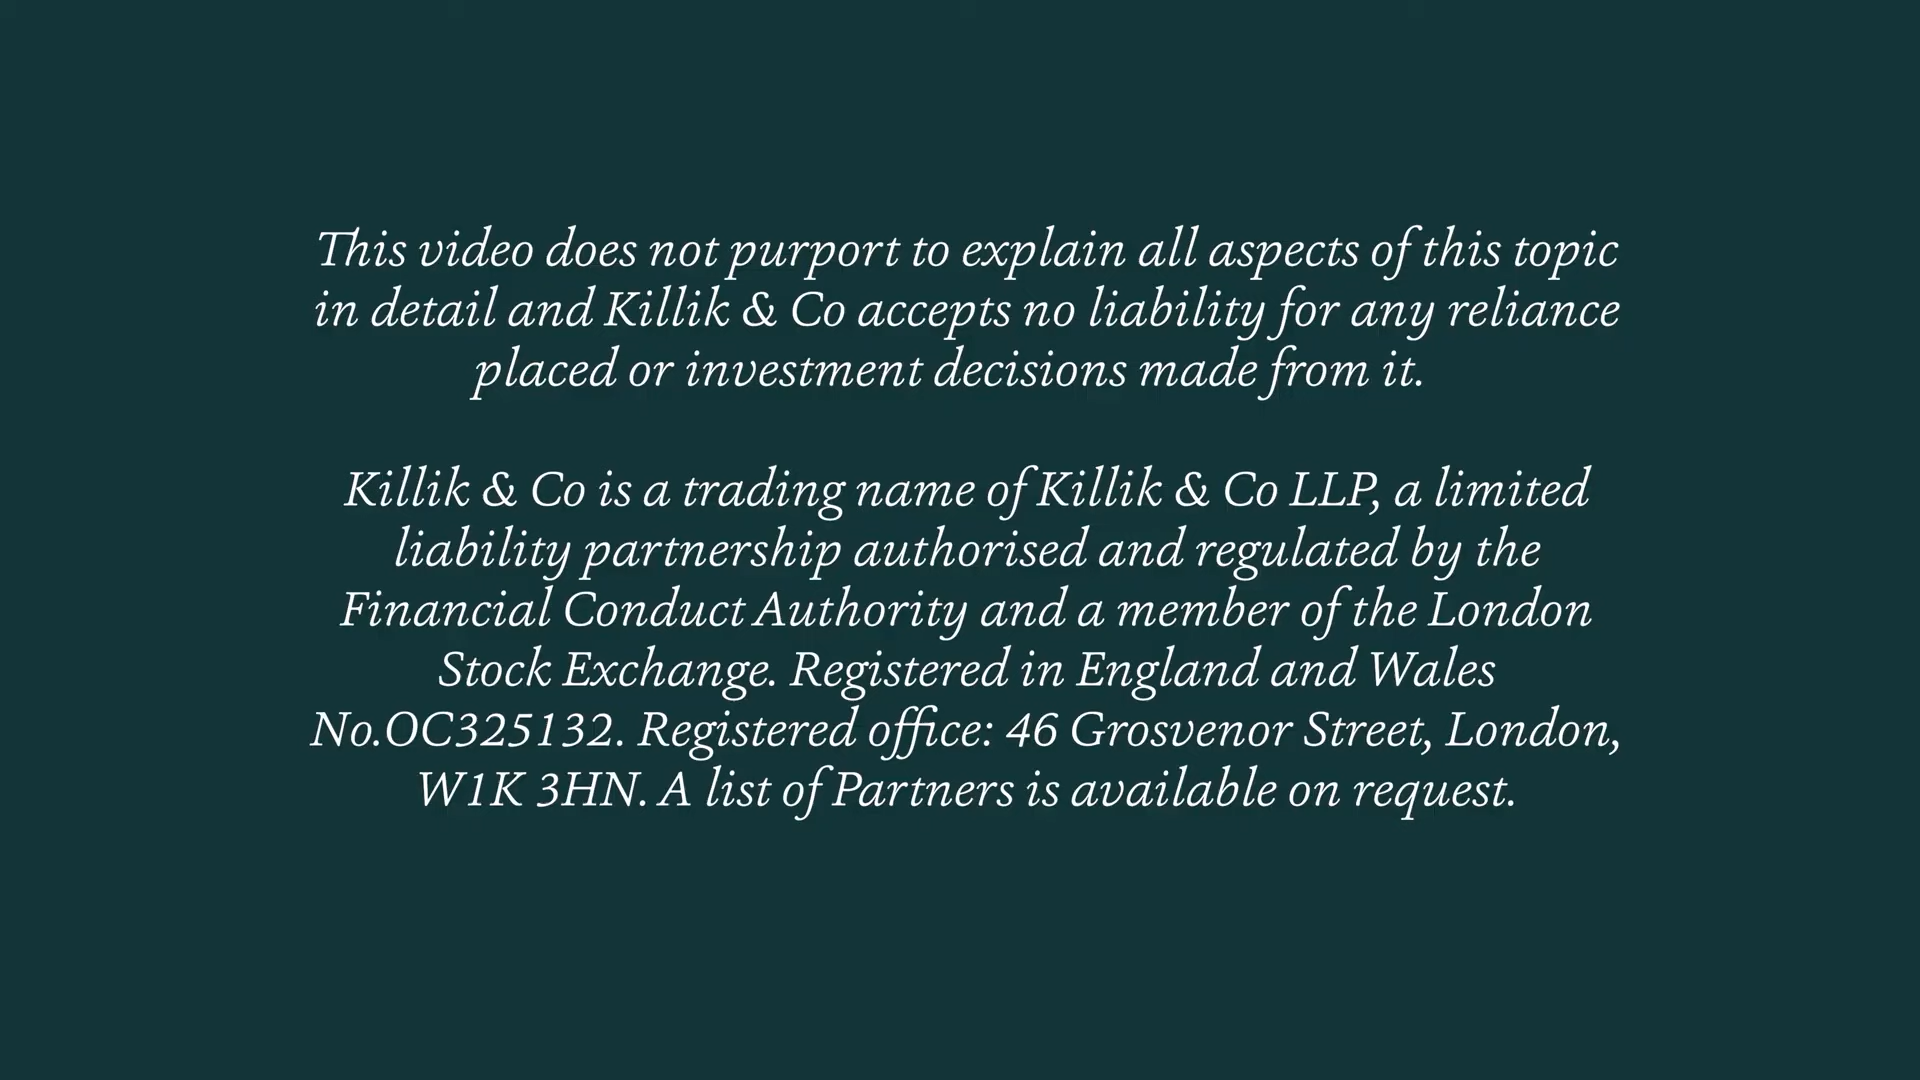 This video does not purport to explain all aspects of this topic
in detail and Killik & Co accepts no liability for any reliance
placed or investment decisions made from it.
Killik & Co is a trading name of Killik & Co LLP, a limited
liability partnership authorised and regulated by the
Financial Conduct Authority and a member of the London
Stock Exchange. Registered in England and Wales
No.OC325132. Registered office: 46 Grosvenor Street, London,
W1K 3HN. A list of Partners is available on request.